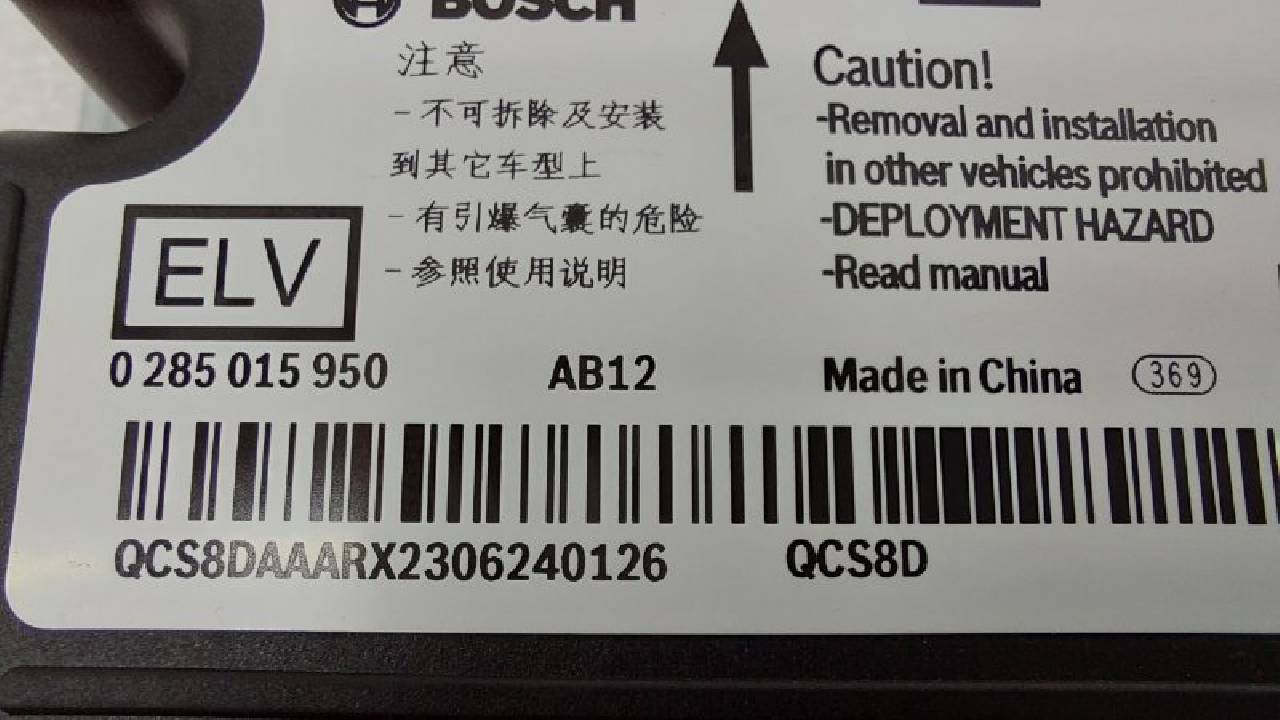 BOSCH
注意
-不可拆除及安装
到其它车型上
-有引爆气囊的危险
-参照使用说明
Caution!
-Removal and installation
in other vehicles prohibited
-DEPLOYMENT HAZARD
-Read manual
ELV
0 285 015 950 AB12 Made in China 369
QCS8DAAARX2306240126 QCS8D